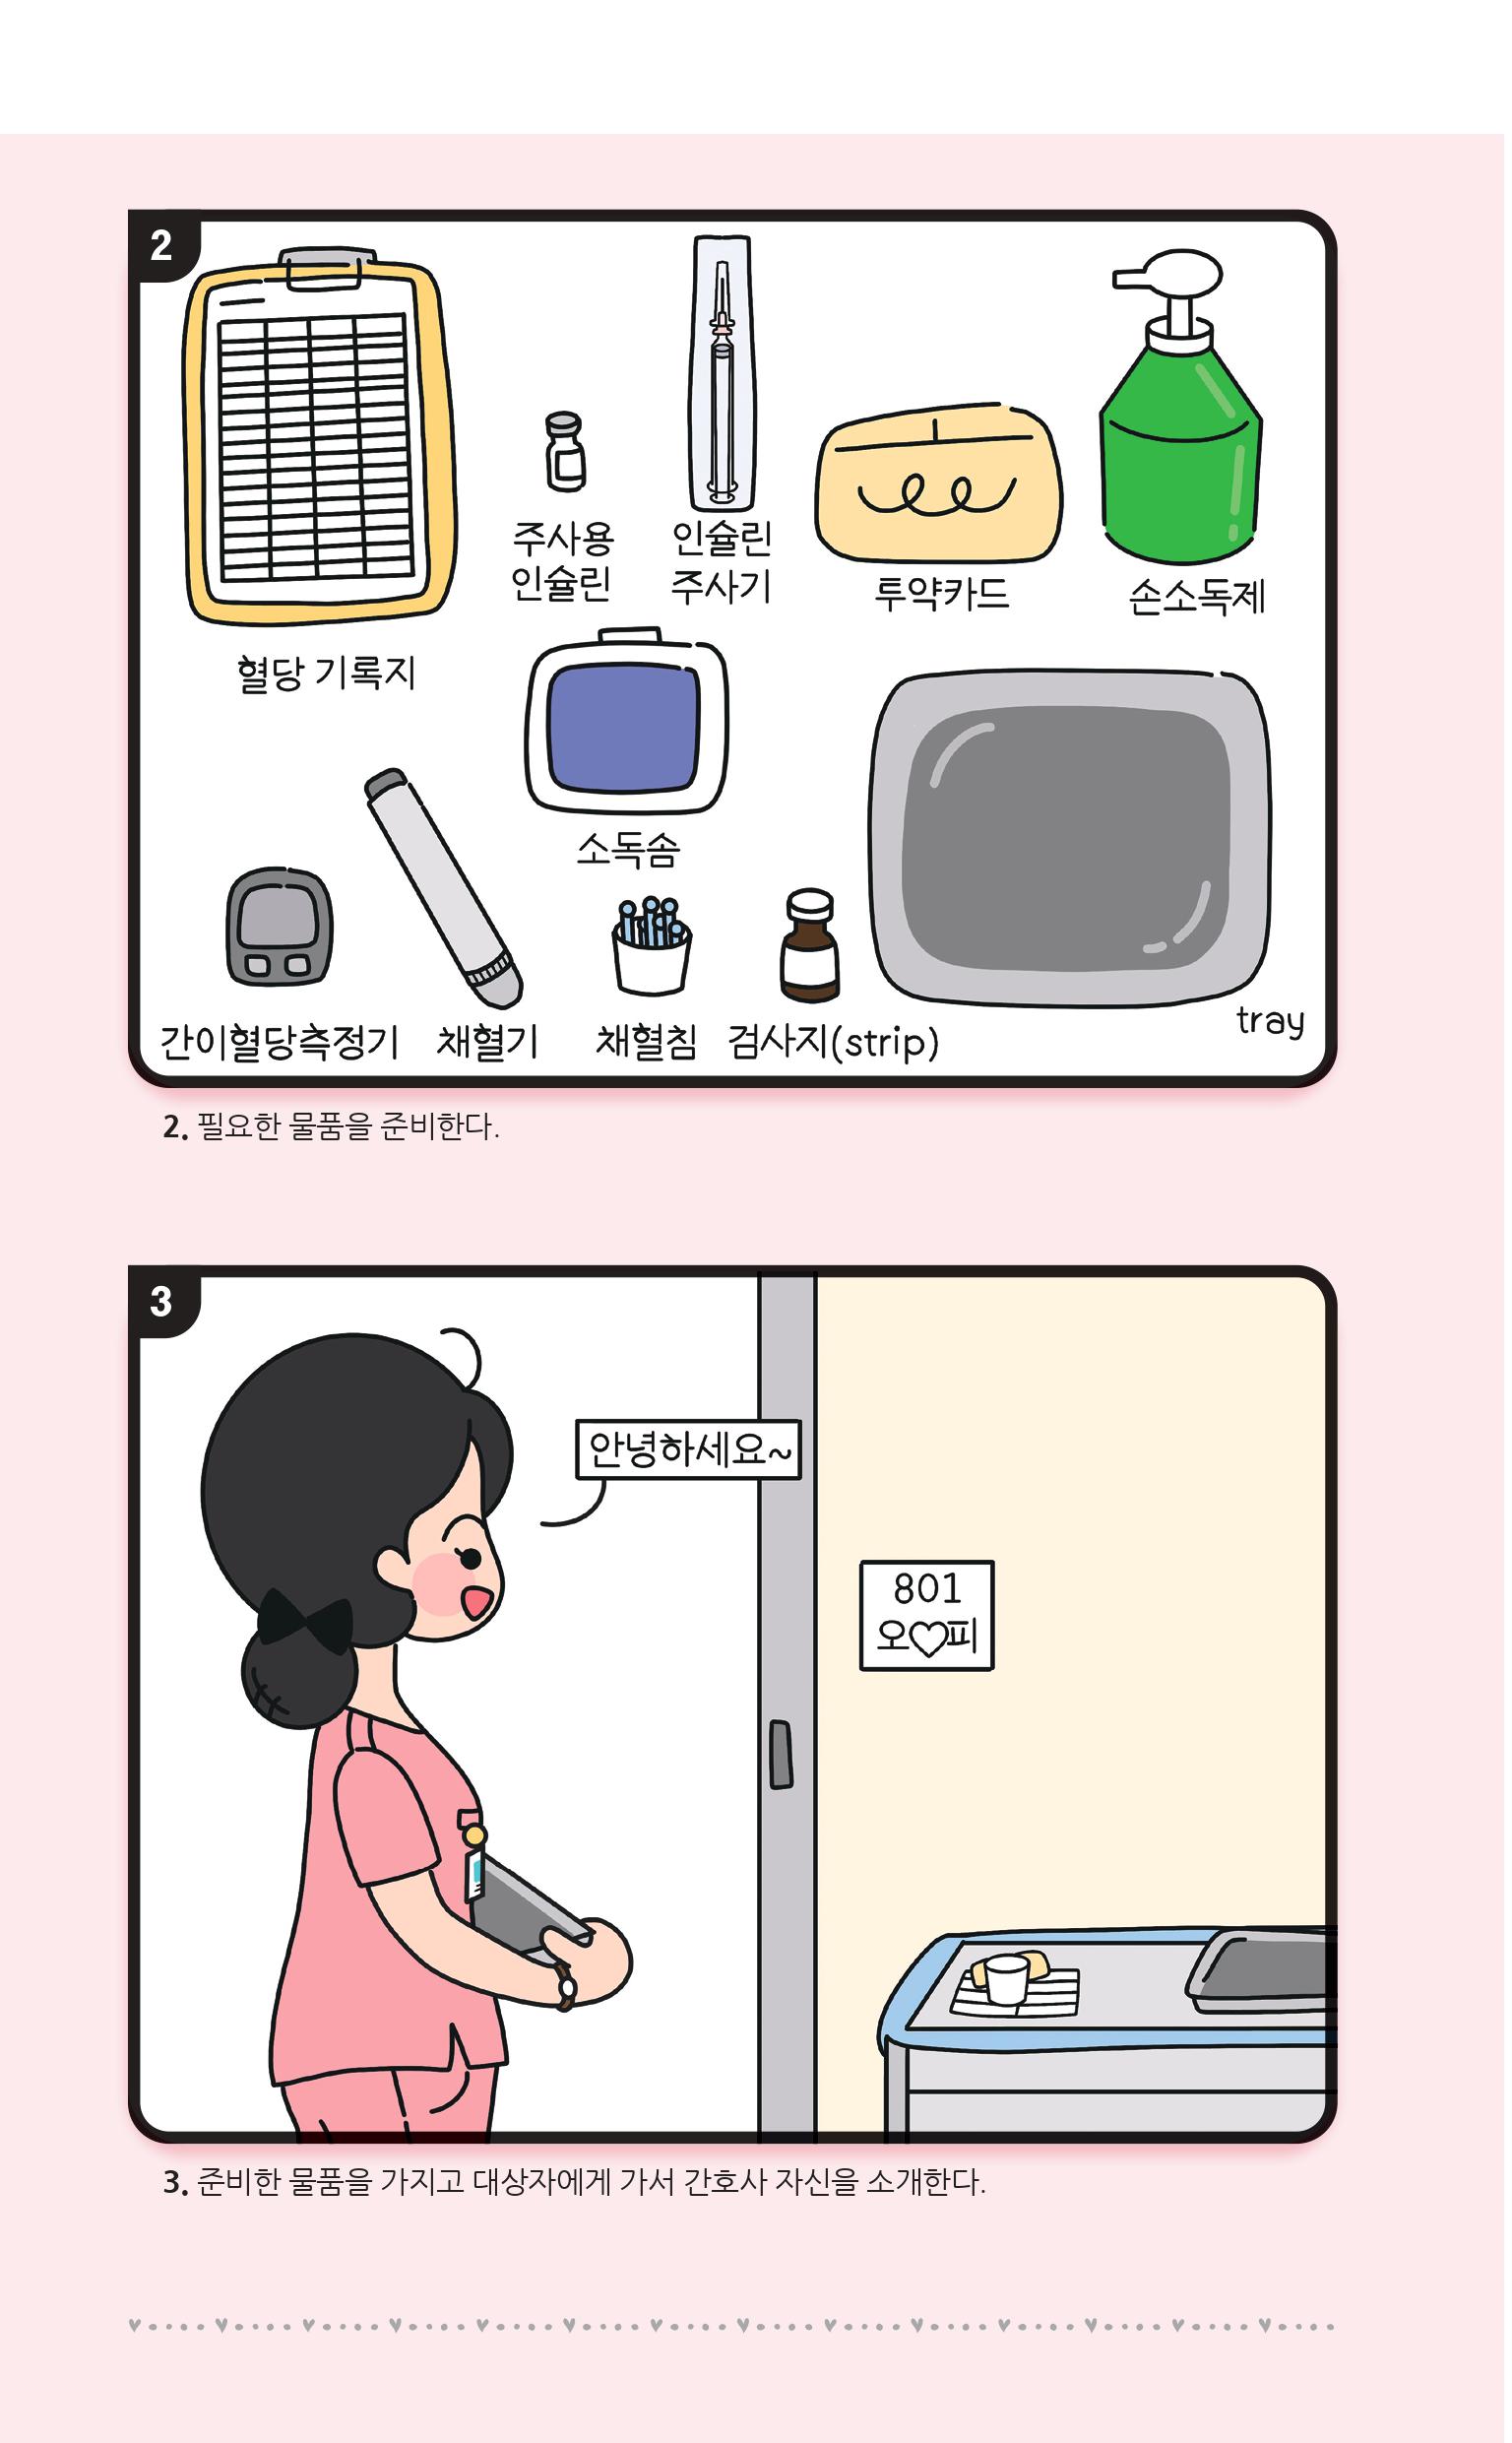 2
주사용
인슐린
인슐린
주사기
투약카드
손소독제
혈당 기록지
소독솜
간이혈당측정기
채혈기
채혈침
검사지(strip)
tray
2. 필요한 물품을 준비한다.
3
안녕하세요~
801
오♡피
3. 준비한 물품을 가지고 대상자에게 가서 간호사 자신을 소개한다.